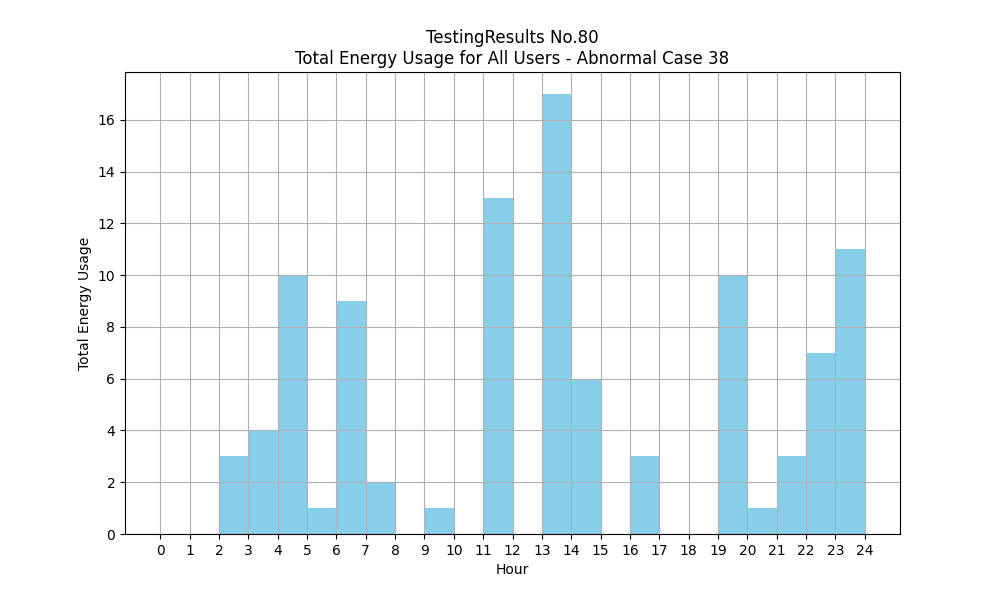 TestingResults No.80
Total Energy Usage for All Users - Abnormal Case 38
Total Energy Usage
16
14
12
10
8
6
4
2
0
0 1 2 3 4 5 6 7 8 9 10 11 12 13 14 15 16 17 18 19 20 21 22 23 24
Hour